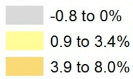 -0.8 to 0%
0.9 to 3.4%
3.9 to 8.0%